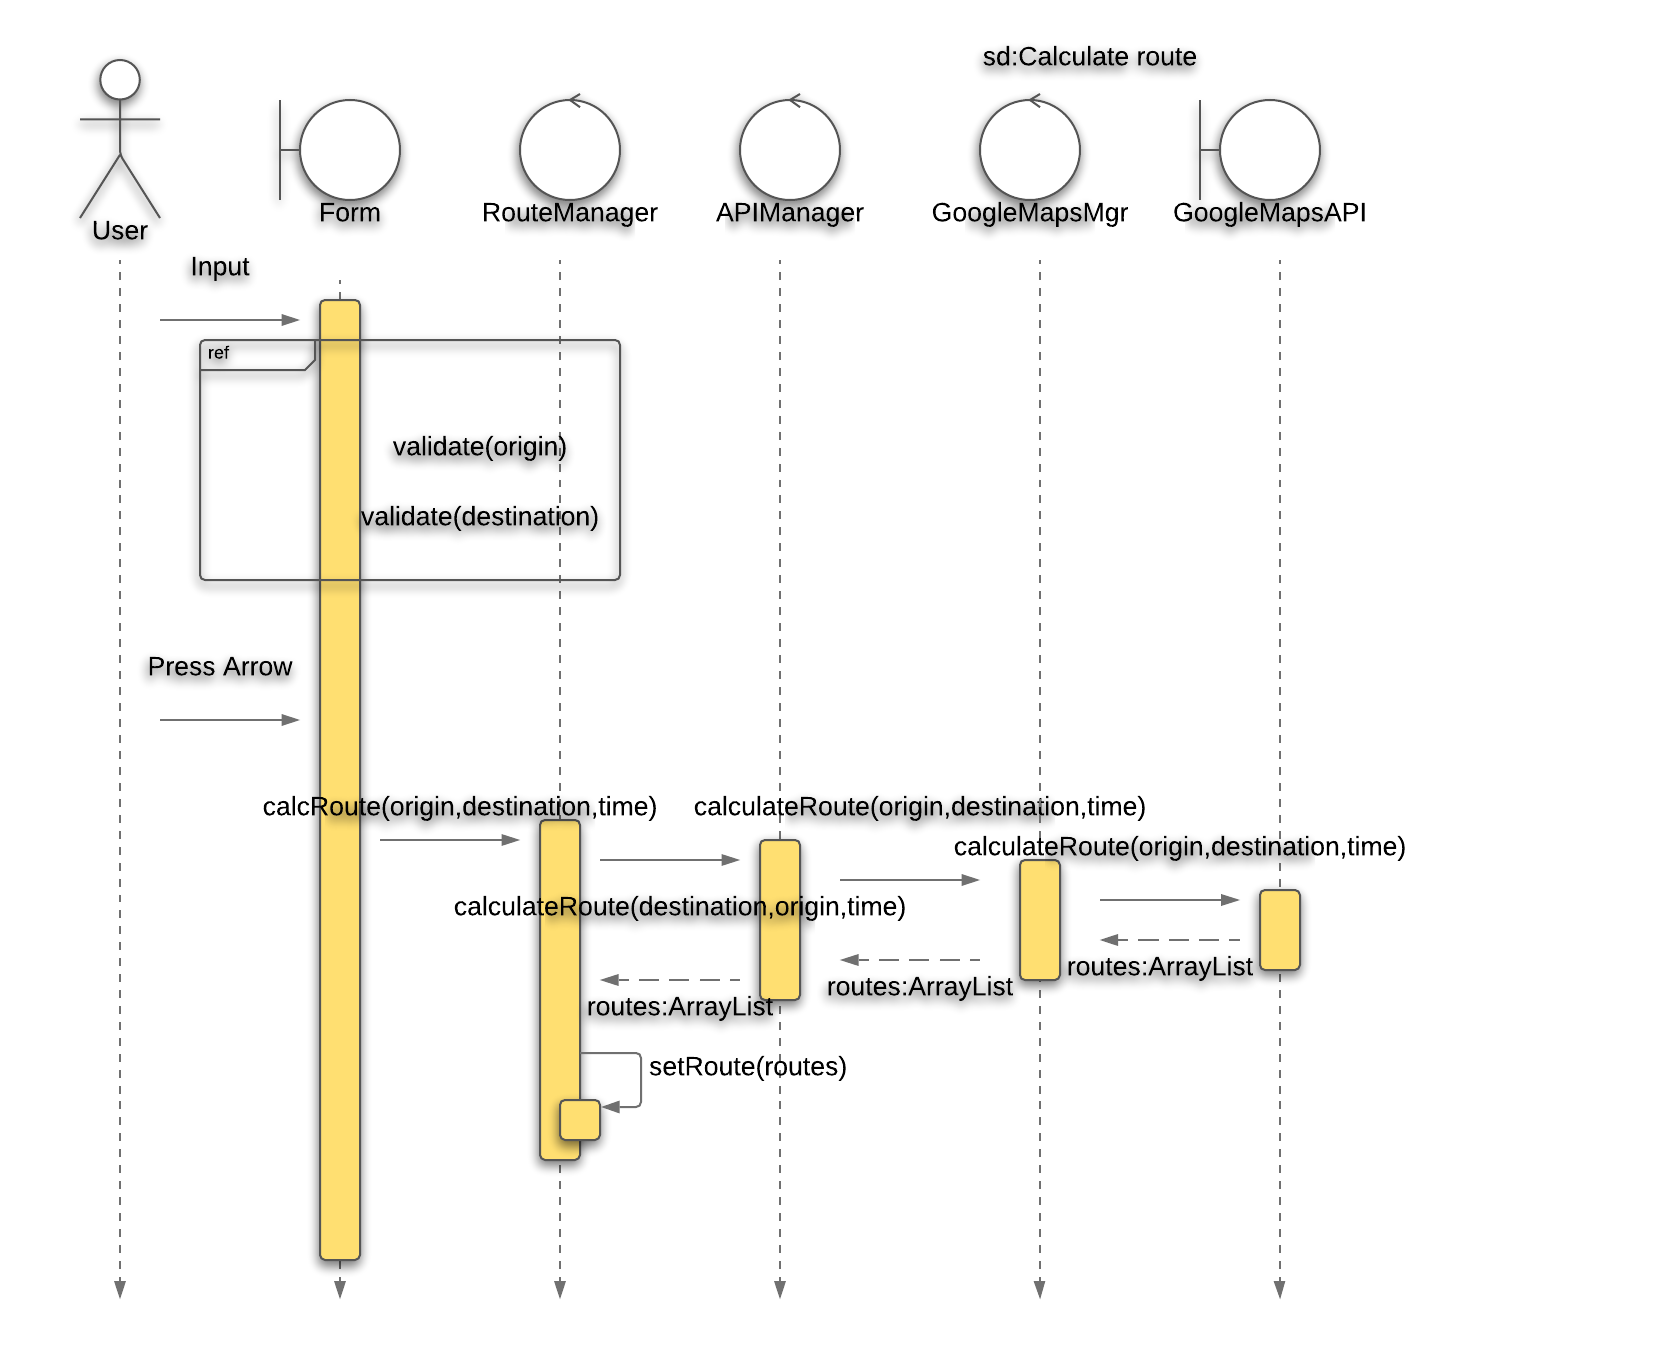 sd:Calculate route
User
Form
RouteManager
APIManager
GoogleMapsMgr
GoogleMapsAPI
Input
ref
validate(origin)
validate(destination)
Press Arrow
calcRoute(origin,destination,time)
calculateRoute(origin,destination,time)
calculateRoute(origin,destination,time)
calculateRoute(destination,origin,time)
routes:ArrayList
routes:ArrayList
routes:ArrayList
setRoute(routes)